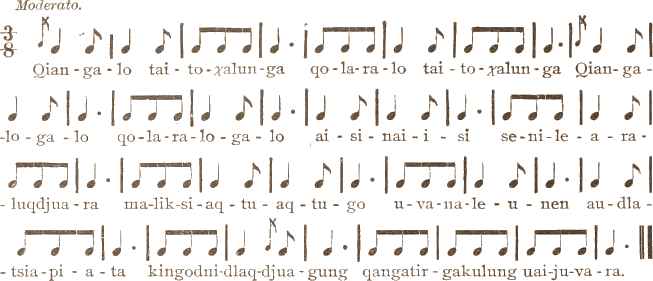 Moderato.
3
8
Qian - ga - lo tai - to - χalun - ga qo - la - ra - lo tai - to - χalun - ga Qian - ga -
- lo - ga - lo qo - la - ra - lo - ga - lo ai - si - nai - i - si se - ni - le - a - ra -
- luqdjua - ra ma - lik - si - aq - tu - aq - tu - go u - va - na - le - u - nen au - dla -
- tsia - pi - a - ta kingodni - dlaq - djua - gung qangatir - gakulung uai - ju - va - ra.